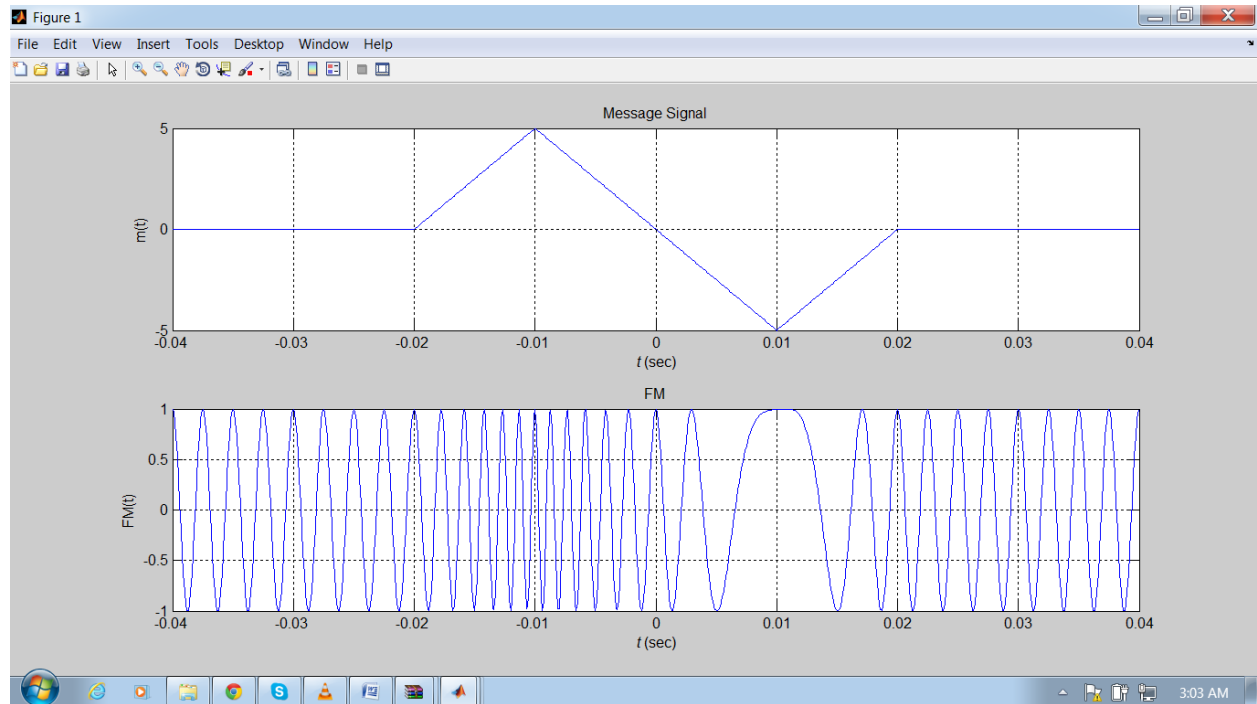 Figure 1
File Edit View Insert Tools Desktop Window Help
Message Signal
5
0
-5
m(t)
-0.04 -0.03 -0.02 -0.01 0 0.01 0.02 0.03 0.04
t (sec)
FM
1
0.5
0
-0.5
-1
FM(t)
-0.04 -0.03 -0.02 -0.01 0 0.01 0.02 0.03 0.04
t (sec)
3:03 AM